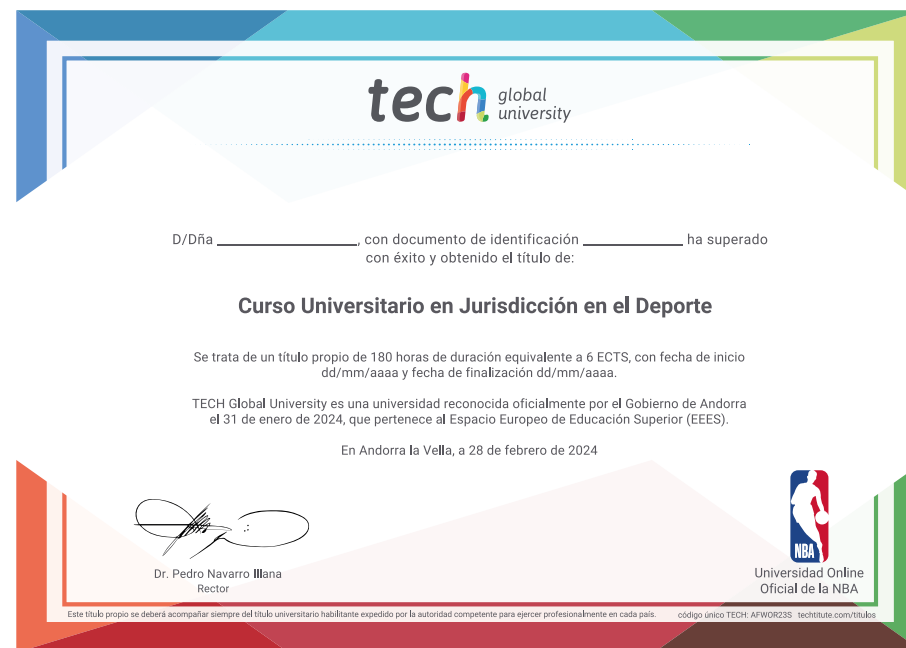 tech global
university
D/Dña ______________, con documento de identificación ____________ ha superado
con éxito y obtenido el título de:
Curso Universitario en Jurisdicción en el Deporte
Se trata de un título propio de 180 horas de duración equivalente a 6 ECTS, con fecha de inicio
dd/mm/aaaa y fecha de finalización dd/mm/aaaa.
TECH Global University es una universidad reconocida oficialmente por el Gobierno de Andorra
el 31 de enero de 2024, que pertenece al Espacio Europeo de Educación Superior (EEES).
En Andorra la Vella, a 28 de febrero de 2024
Dr. Pedro Navarro Illana
Rector
NBA
Universidad Online
Oficial de la NBA
Este título propio se deberá acompañar siempre del título universitario habilitante expedido por la autoridad competente para ejercer profesionalmente en cada país. código único TECH: AFWOR23S techtitute.com/titulos